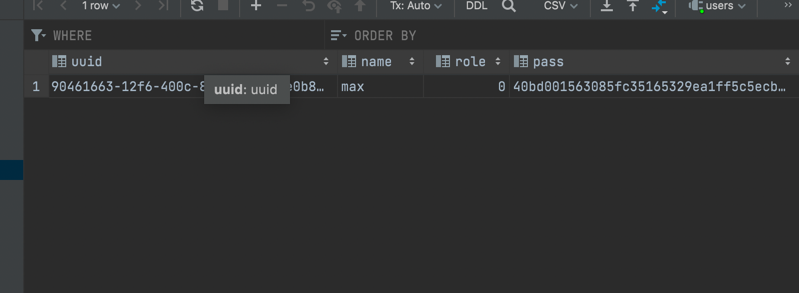 1 row Tx: Auto DDL CSV users
WHERE ORDER BY
uuid name role pass
1 90461663-12f6-400c-8 e0b8… max 0 40bd001563085fc35165329ea1ff5c5ecb…
uuid: uuid